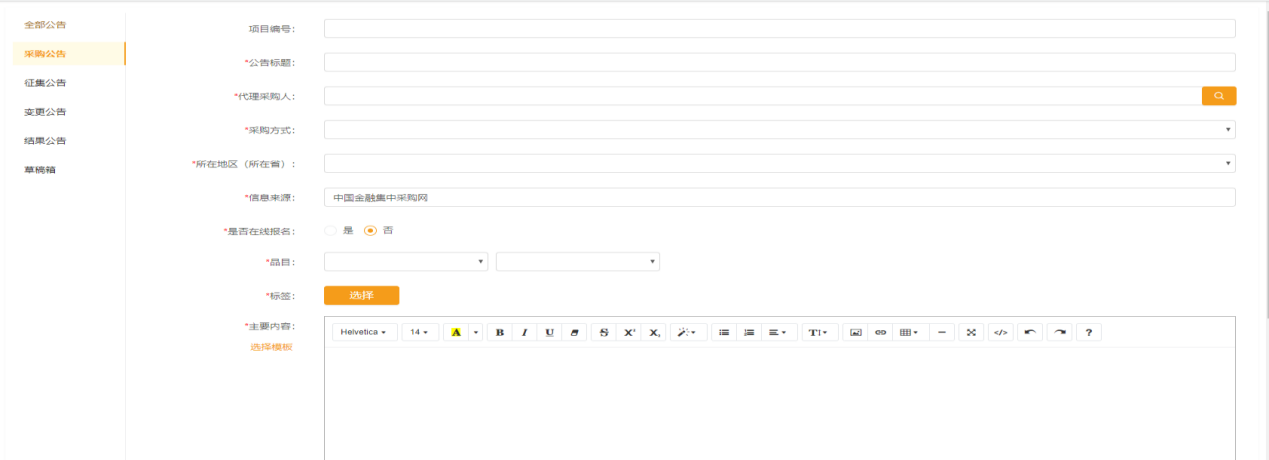 全部公告
采购公告
征集公告
变更公告
结果公告
草稿箱
项目编号：
*公告标题：
*代理采购人：
*采购方式：
*所在地区（所在省）：
*信息来源： 中国金融集中采购网
*是否在线报名： 是 否
*品目：
*标签： 选择
*主要内容：
选择模板
Helvetica 14 A B I U S X² X₂ TI </> ?